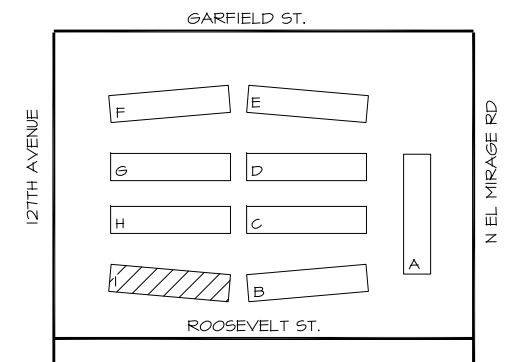 GARFIELD ST.
127TH AVENUE
N EL MIRAGE RD
F
E
G
D
H
C
A
I
B
ROOSEVELT ST.